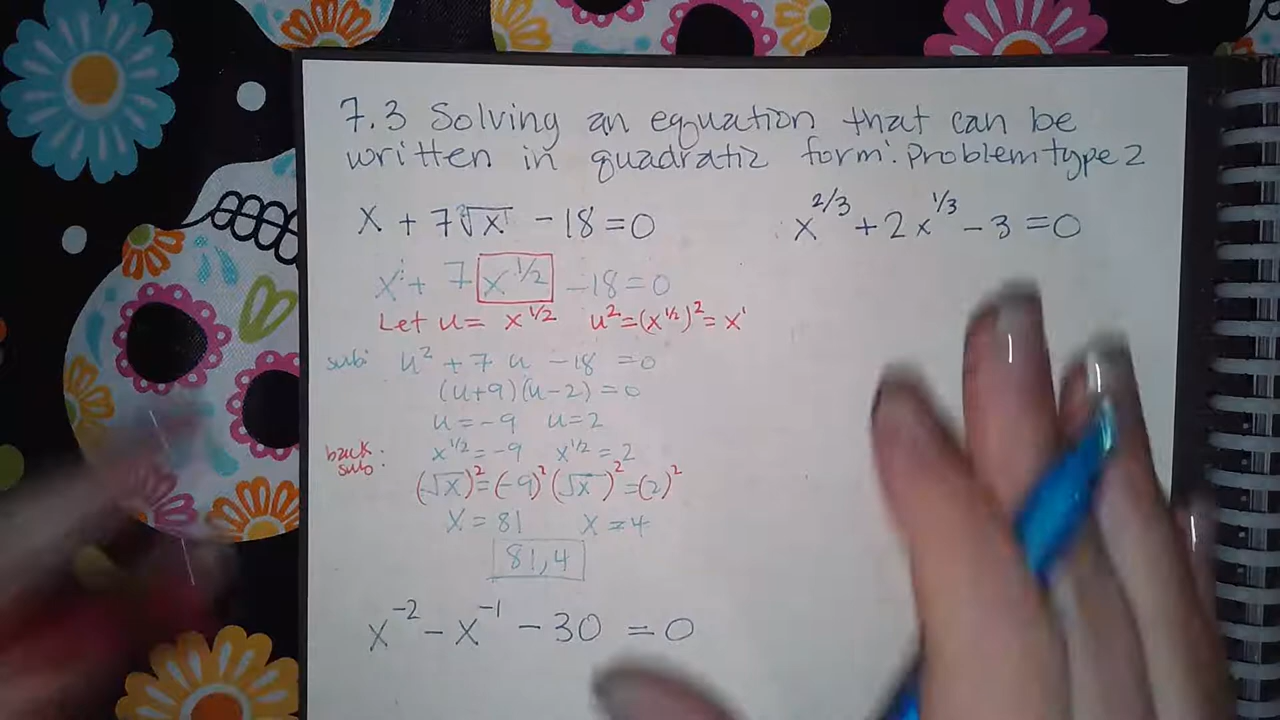 7.3 Solving an equation that can be
written in quadratic form: Problem type 2
x + 7√x - 18 = 0
x¹ + 7 x^1/2 - 18 = 0
Let u = x^1/2 u² = (x^1/2)² = x¹
sub: u² + 7 u - 18 = 0
(u+9)(u-2) = 0
u = -9 u = 2
back sub: x^1/2 = -9 x^1/2 = 2
(√x)² = (-9)² (√x)² = (2)²
x = 81 x = 4
81, 4
x^-2 - x^-1 - 30 = 0
x^2/3 + 2x^1/3 - 3 = 0